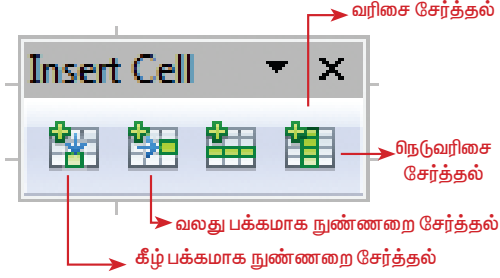 வரிசை சேர்த்தல்
Insert Cell
நெடுவரிசை
சேர்த்தல்
வலது பக்கமாக நுண்ணறை சேர்த்தல்
கீழ் பக்கமாக நுண்ணறை சேர்த்தல்